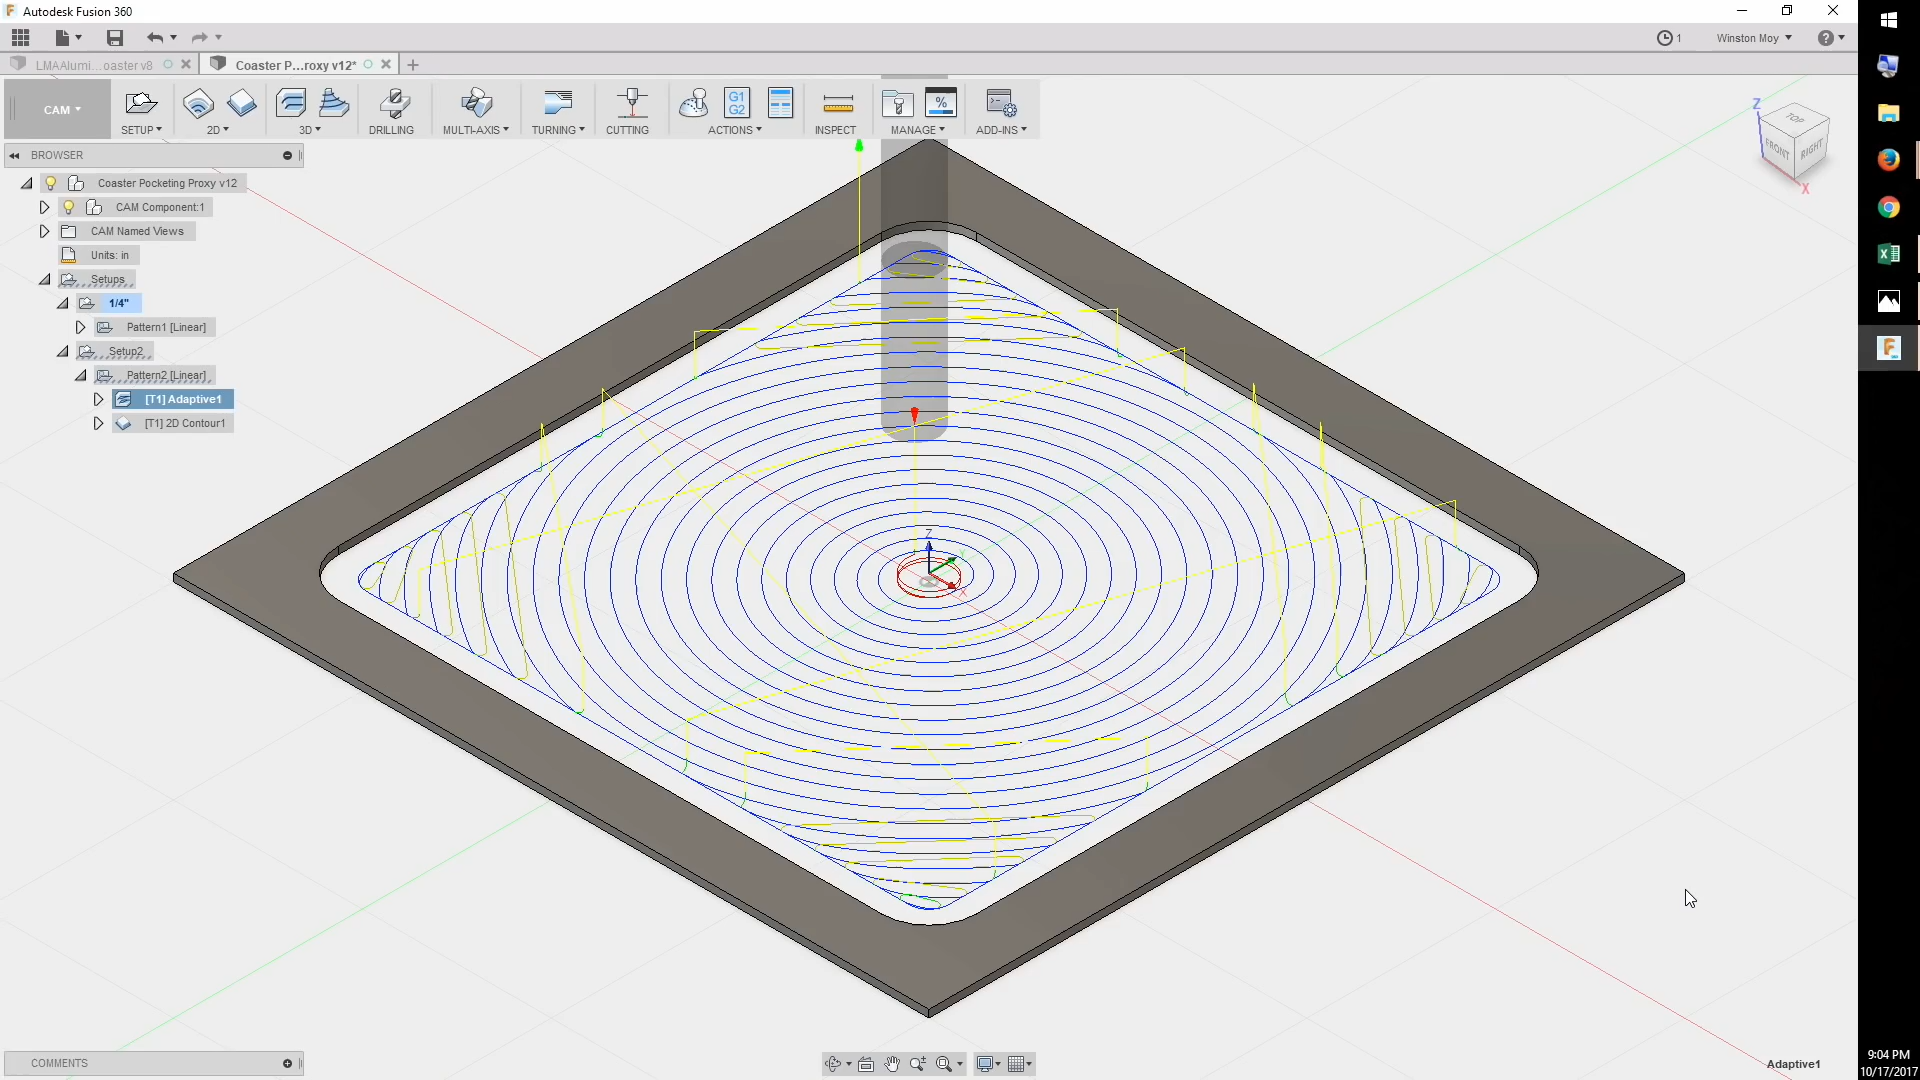 Autodesk Fusion 360
1
Winston Moy
LMAAlumi...oaster v8
Coaster P...roxy v12*
CAM
SETUP
2D
3D
DRILLING
MULTI-AXIS
TURNING
CUTTING
G1
G2
ACTIONS
INSPECT
%
MANAGE
ADD-INS
BROWSER
Coaster Pocketing Proxy v12
CAM Component:1
CAM Named Views
Units: in
Setups
1/4"
Pattern1 [Linear]
Setup2
Pattern2 [Linear]
[T1] Adaptive1
[T1] 2D Contour1
Z
TOP
FRONT
RIGHT
X
Z
Y
X
COMMENTS
Adaptive1
9:04 PM
10/17/2017